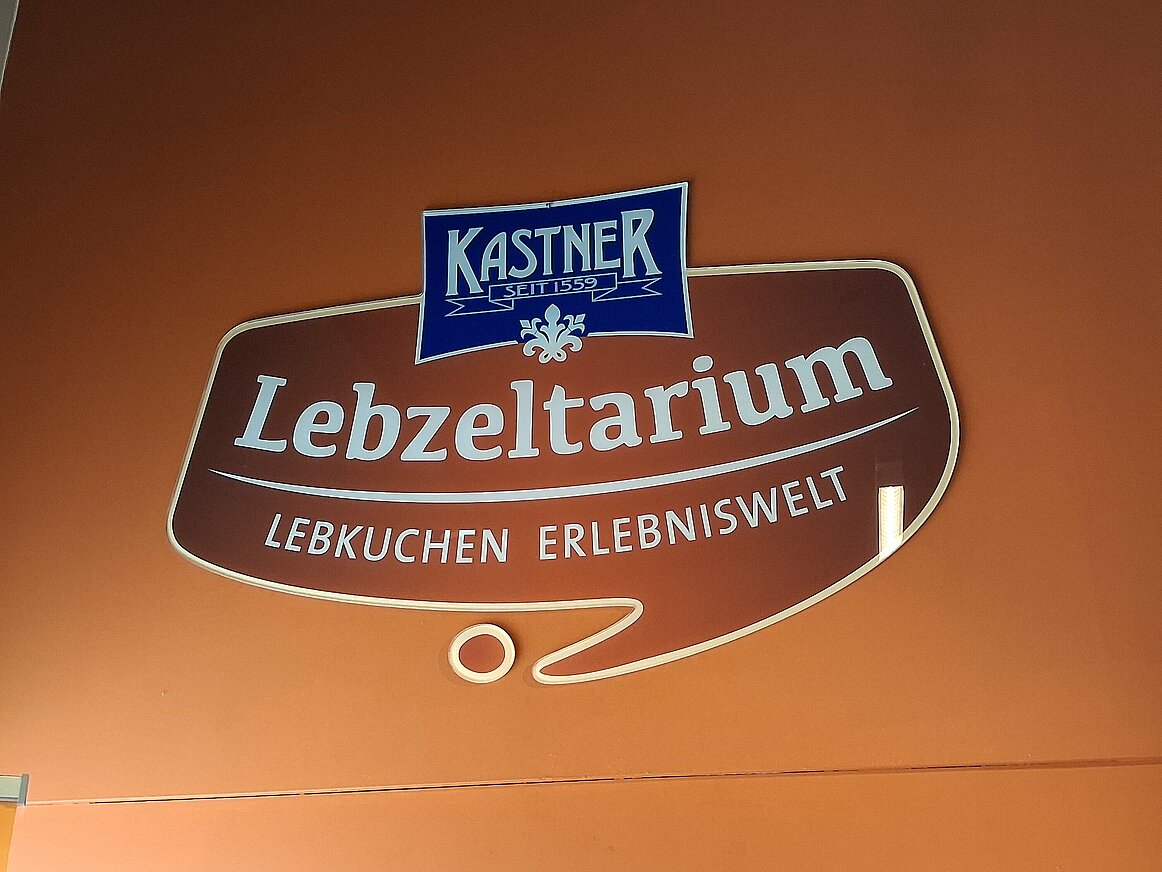 KASTNER
SEIT 1559
Lebzeltarium
LEBKUCHEN ERLEBNISWELT